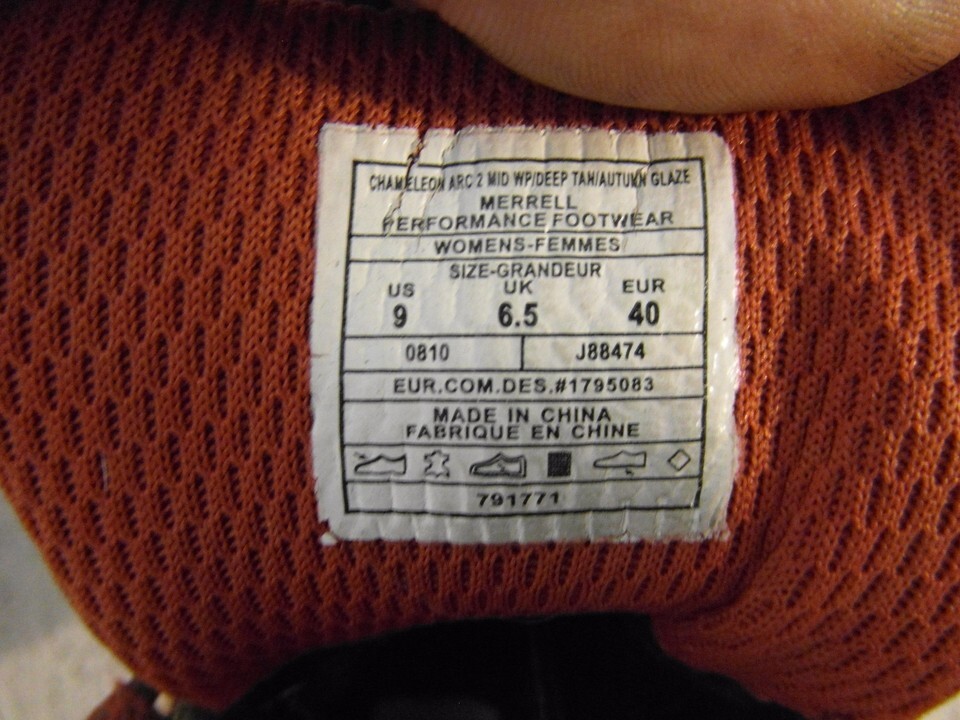 CHAMELEON ARC 2 MID WP/DEEP TAN/AUTUMN GLAZE
MERRELL
PERFORMANCE FOOTWEAR
WOMENS-FEMMES
SIZE-GRANDEUR
US UK EUR
9 6.5 40
0810 J88474
EUR.COM.DES.#1795083
MADE IN CHINA
FABRIQUE EN CHINE
791771